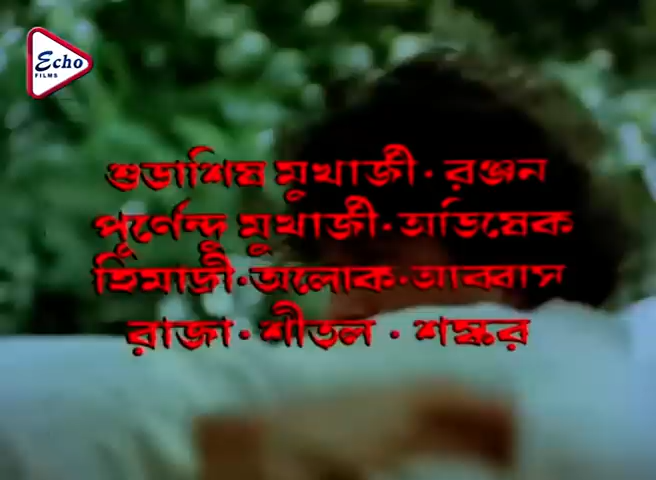 Echo
FILMS
শুভাশিষ মুখার্জী · রঞ্জন
পূর্ণেন্দু মুখার্জী · অভিষেক
হিমাদ্রী · অলোক · আব্বাস
রাজা · শীতল · শঙ্কর